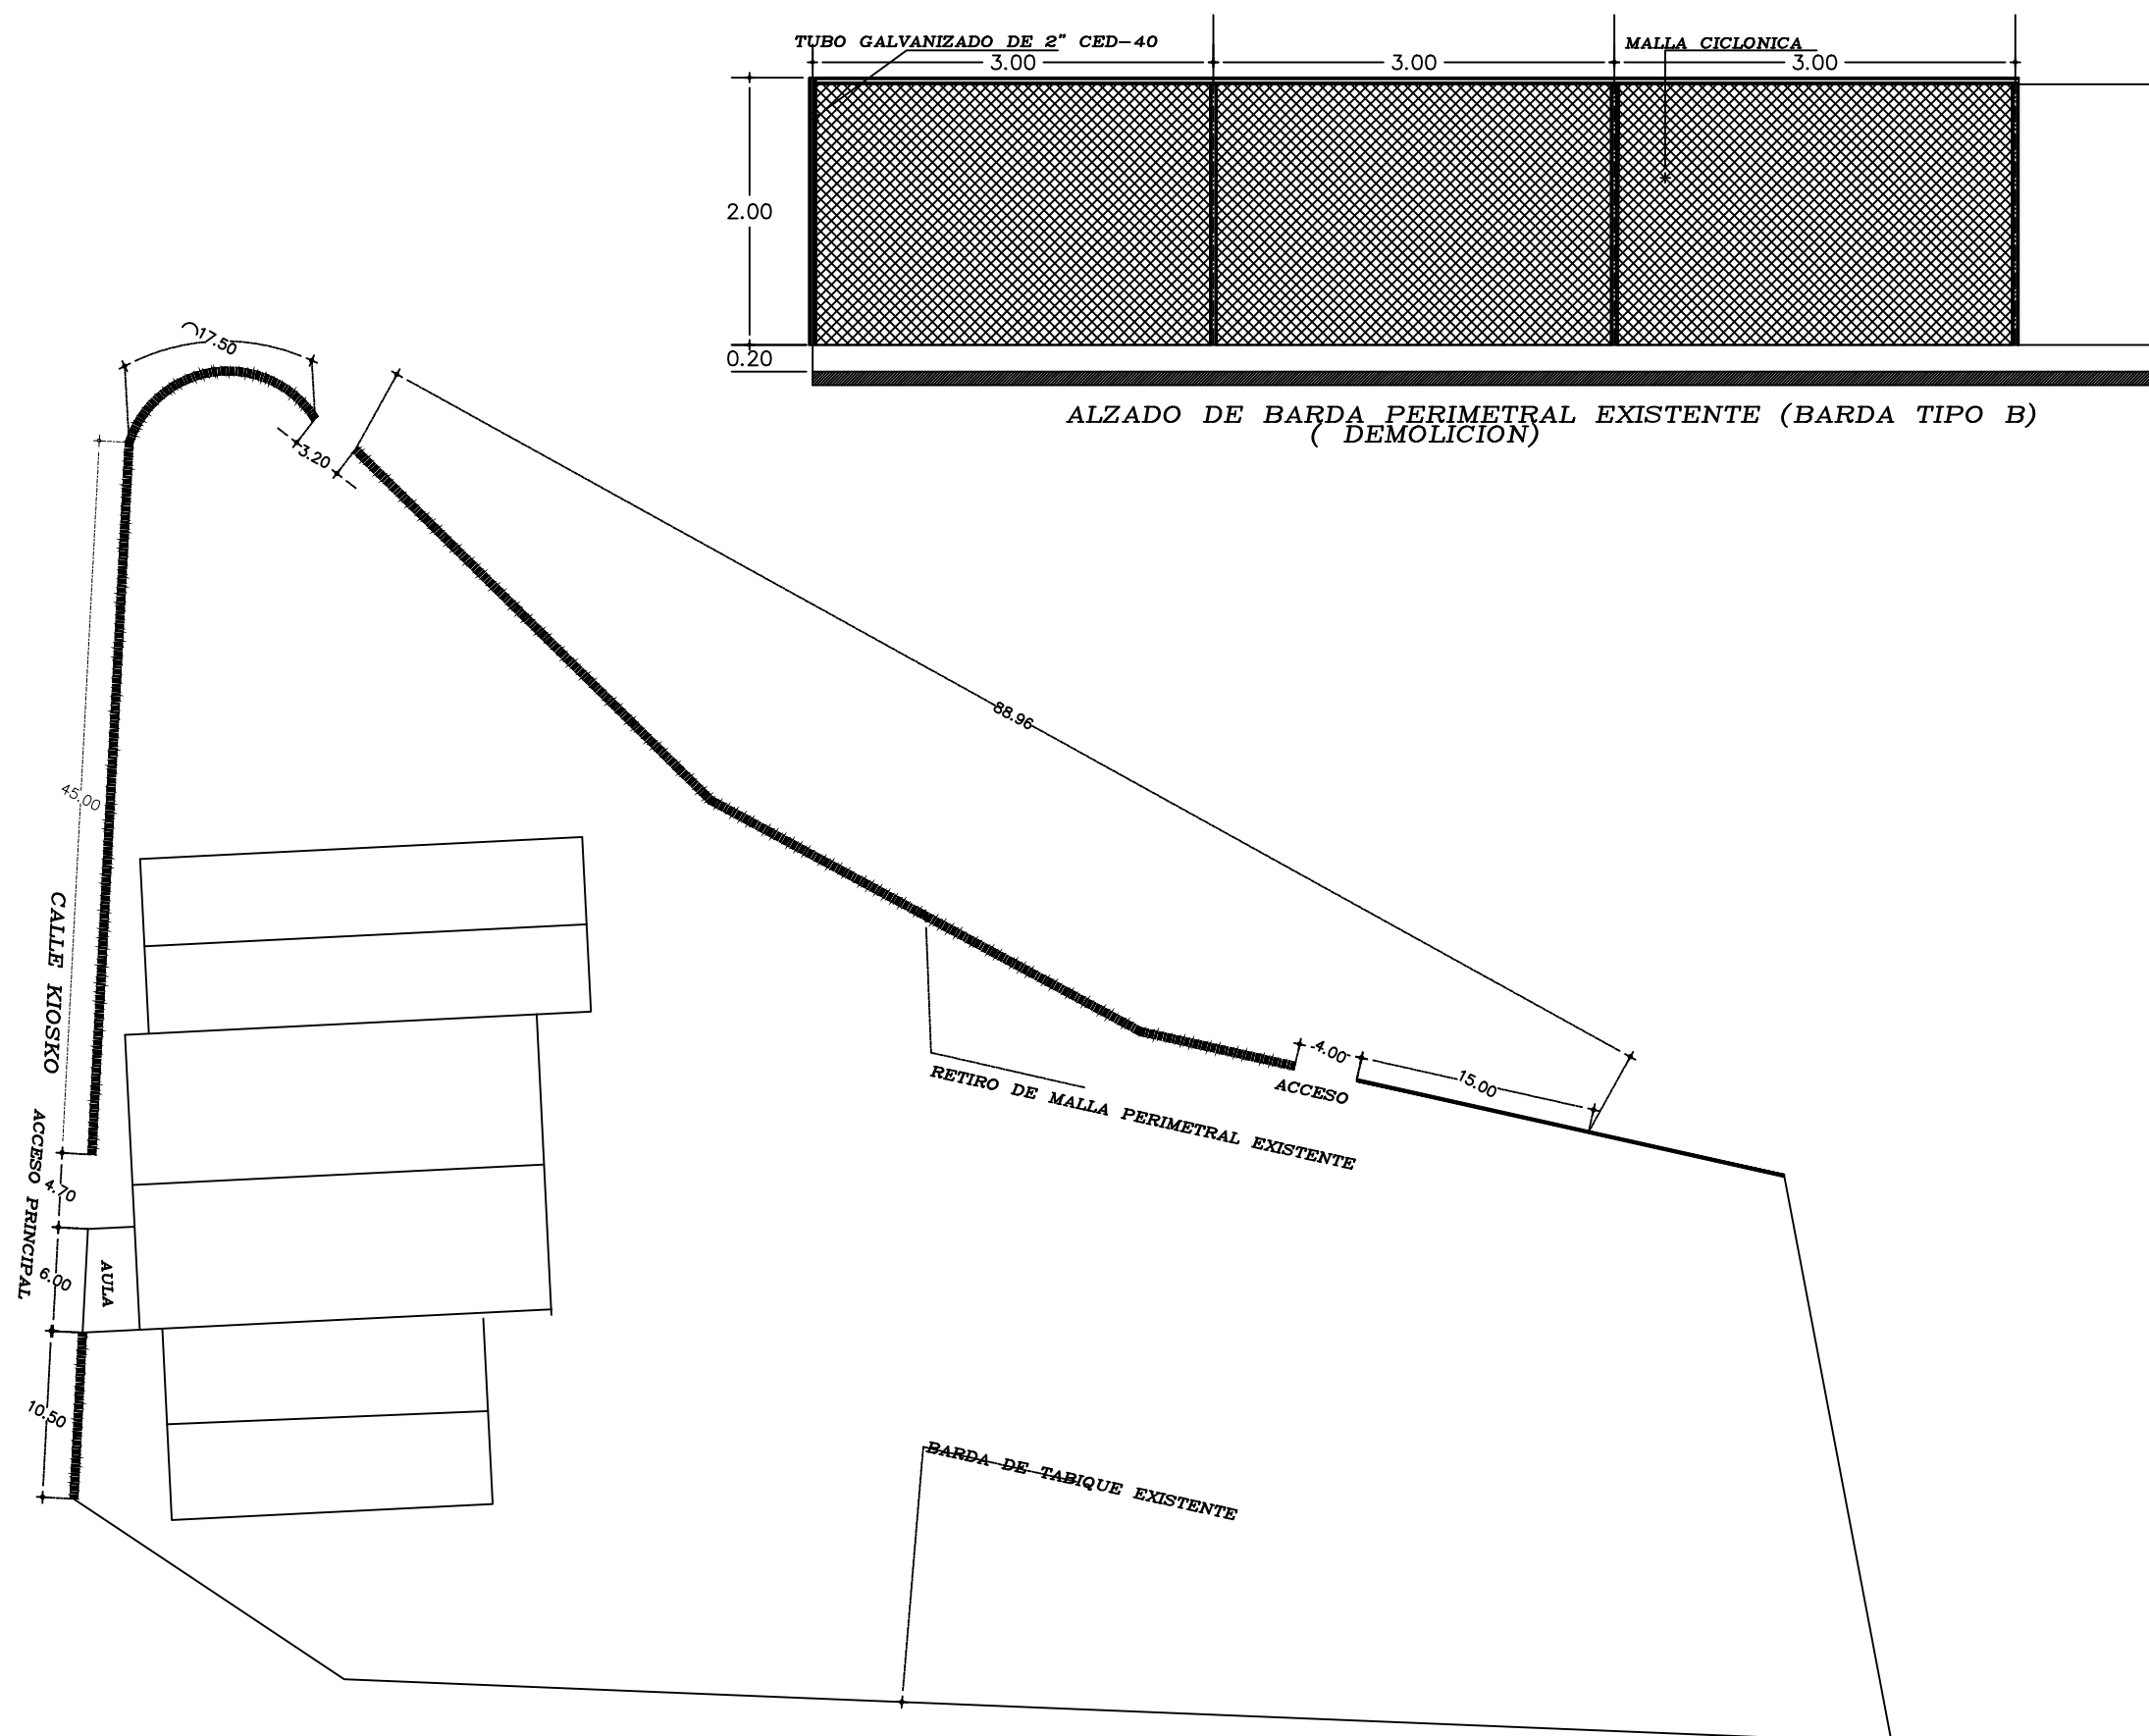 TUBO GALVANIZADO DE 2" CED-40
MALLA CICLONICA
3.00
3.00
3.00
2.00
0.20
ALZADO DE BARDA PERIMETRAL EXISTENTE (BARDA TIPO B)
( DEMOLICION)
17.50
3.20
88.96
45.00
CALLE KIOSKO
4.00
15.00
ACCESO
RETIRO DE MALLA PERIMETRAL EXISTENTE
ACCESO PRINCIPAL
4.70
6.00
AULA
10.50
BARDA DE TABIQUE EXISTENTE